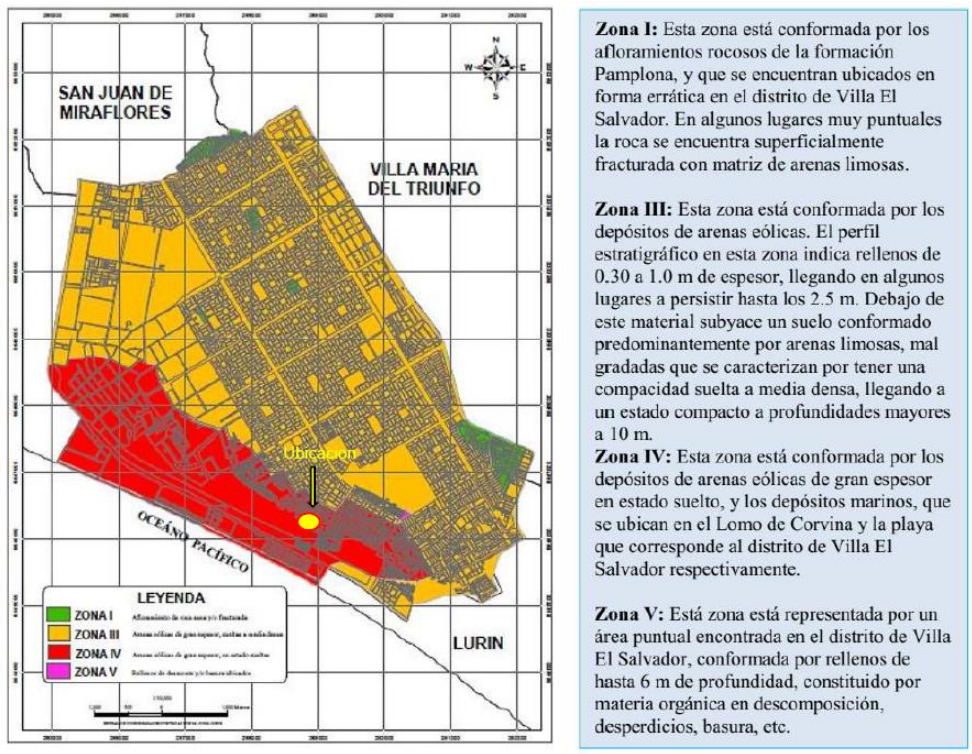 SAN JUAN DE
MIRAFLORES
N
W
E
S
VILLA MARIA
DEL TRIUNFO
Ubicación
OCEÁNO PACÍFICO
LURIN
LEYENDA
ZONA I
ZONA III
ZONA IV
ZONA V
Zona I: Esta zona está conformada por los
afloramientos rocosos de la formación
Pamplona, y que se encuentran ubicados en
forma errática en el distrito de Villa El
Salvador. En algunos lugares muy puntuales
la roca se encuentra superficialmente
fracturada con matriz de arenas limosas.
Zona III: Esta zona está conformada por los
depósitos de arenas eólicas. El perfil
estratigráfico en esta zona indica rellenos de
0.30 a 1.0 m de espesor, llegando en algunos
lugares a persistir hasta los 2.5 m. Debajo de
este material subyace un suelo conformado
predominantemente por arenas limosas, mal
gradadas que se caracterizan por tener una
compacidad suelta a media densa, llegando a
un estado compacto a profundidades mayores
a 10 m.
Zona IV: Esta zona está conformada por los
depósitos de arenas eólicas de gran espesor
en estado suelto, y los depósitos marinos, que
se ubican en el Lomo de Corvina y la playa
que corresponde al distrito de Villa El
Salvador respectivamente.
Zona V: Está zona está representada por un
área puntual encontrada en el distrito de Villa
El Salvador, conformada por rellenos de
hasta 6 m de profundidad, constituido por
materia orgánica en descomposición,
desperdicios, basura, etc.